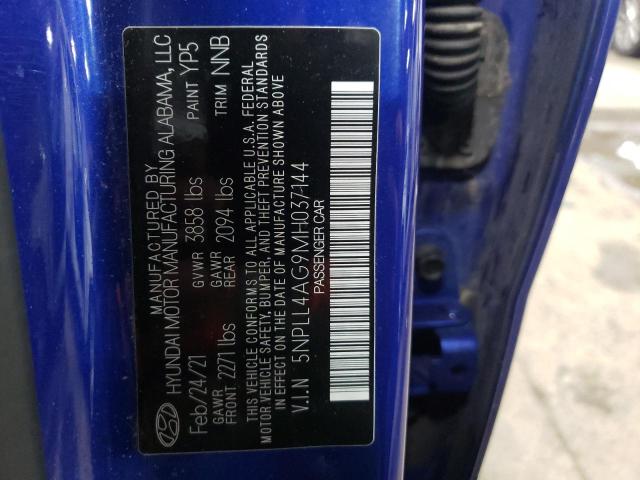 MANUFACTURED BY
HYUNDAI MOTOR MANUFACTURING ALABAMA, LLC
Feb/24/21 GVWR 3858 lbs PAINT YP5
GAWR FRONT 2271 lbs GAWR REAR 2094 lbs TRIM NNB
THIS VEHICLE CONFORMS TO ALL APPLICABLE U.S.A. FEDERAL
MOTOR VEHICLE SAFETY, BUMPER, AND THEFT PREVENTION STANDARDS
IN EFFECT ON THE DATE OF MANUFACTURE SHOWN ABOVE
V.I.N 5NPLL4AG9MH037144
PASSENGER CAR